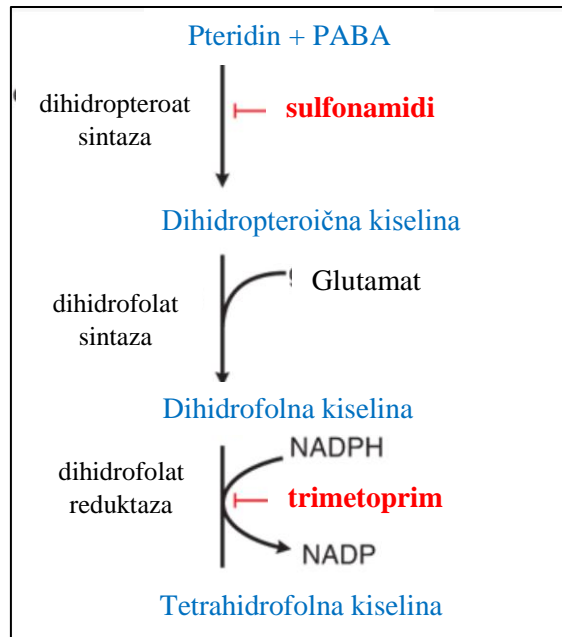 Pteridin + PABA
dihidropteroat
sintaza
sulfonamidi
Dihidropteroična kiselina
Glutamat
dihidrofolat
sintaza
Dihidrofolna kiselina
NADPH
dihidrofolat
reduktaza
trimetoprim
NADP
Tetrahidrofolna kiselina